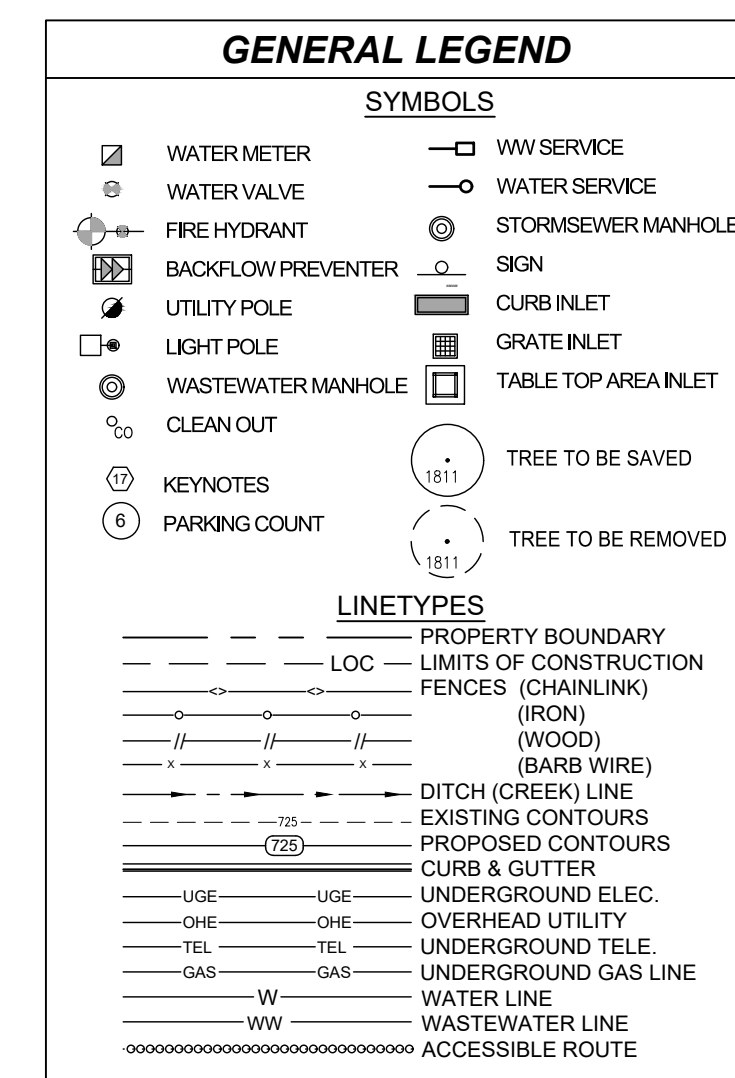 GENERAL LEGEND
SYMBOLS
WATER METER
WATER VALVE
FIRE HYDRANT
BACKFLOW PREVENTER
UTILITY POLE
LIGHT POLE
WASTEWATER MANHOLE
CO CLEAN OUT
17 KEYNOTES
6 PARKING COUNT
WW SERVICE
WATER SERVICE
STORMSEWER MANHOLE
SIGN
CURB INLET
GRATE INLET
TABLE TOP AREA INLET
1811 TREE TO BE SAVED
1811 TREE TO BE REMOVED
LINETYPES
PROPERTY BOUNDARY
LOC LIMITS OF CONSTRUCTION
<> <> FENCES (CHAINLINK)
(IRON)
// // // (WOOD)
x x x (BARB WIRE)
DITCH (CREEK) LINE
725 EXISTING CONTOURS
725 PROPOSED CONTOURS
CURB & GUTTER
UGE UGE UNDERGROUND ELEC.
OHE OHE OVERHEAD UTILITY
TEL TEL UNDERGROUND TELE.
GAS GAS UNDERGROUND GAS LINE
W WATER LINE
WW WASTEWATER LINE
ACCESSIBLE ROUTE